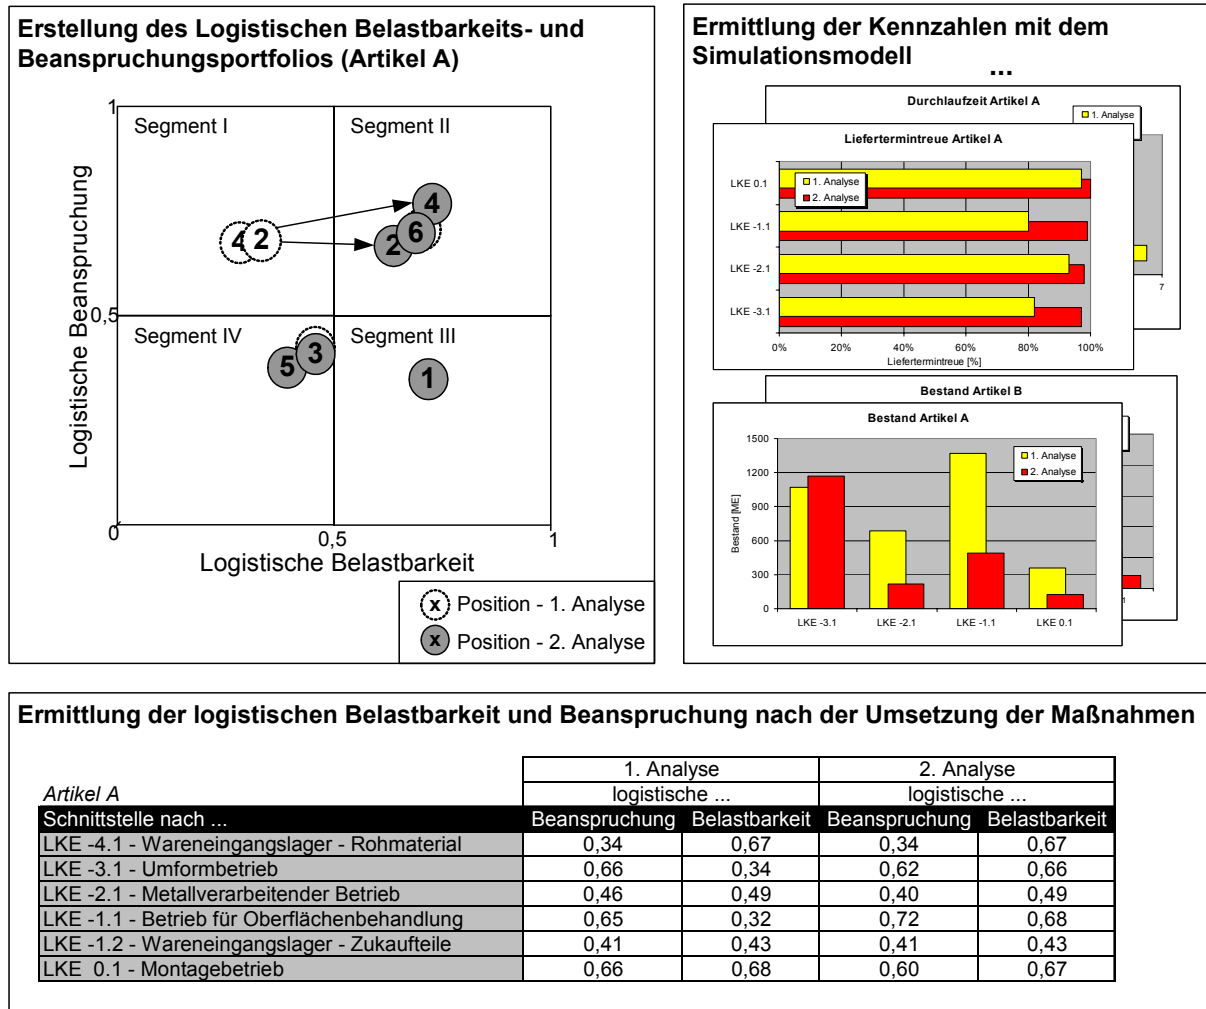 Erstellung des Logistischen Belastbarkeits- und
Beanspruchungsportfolios (Artikel A)
1
Segment I
Segment II
4
4 2
2 6
Logistische Beanspruchung
0,5
Segment IV
Segment III
5 3
1
0
0,5
1
Logistische Belastbarkeit
x Position - 1. Analyse
x Position - 2. Analyse
Ermittlung der Kennzahlen mit dem
Simulationsmodell
...
Durchlaufzeit Artikel A
1. Analyse
7
Liefertermintreue Artikel A
LKE 0.1
LKE -1.1
LKE -2.1
LKE -3.1
1. Analyse
2. Analyse
0% 20% 40% 60% 80% 100%
Liefertermintreue [%]
Bestand Artikel B
1
Bestand Artikel A
1500
1200
900
600
300
0
Bestand [ME]
1. Analyse
2. Analyse
LKE -3.1 LKE -2.1 LKE -1.1 LKE 0.1
Ermittlung der logistischen Belastbarkeit und Beanspruchung nach der Umsetzung der Maßnahmen
1. Analyse 2. Analyse
Artikel A logistische ... logistische ...
Schnittstelle nach ... Beanspruchung Belastbarkeit Beanspruchung Belastbarkeit
LKE -4.1 - Wareneingangslager - Rohmaterial 0,34 0,67 0,34 0,67
LKE -3.1 - Umformbetrieb 0,66 0,34 0,62 0,66
LKE -2.1 - Metallverarbeitender Betrieb 0,46 0,49 0,40 0,49
LKE -1.1 - Betrieb für Oberflächenbehandlung 0,65 0,32 0,72 0,68
LKE -1.2 - Wareneingangslager - Zukaufteile 0,41 0,43 0,41 0,43
LKE 0.1 - Montagebetrieb 0,66 0,68 0,60 0,67